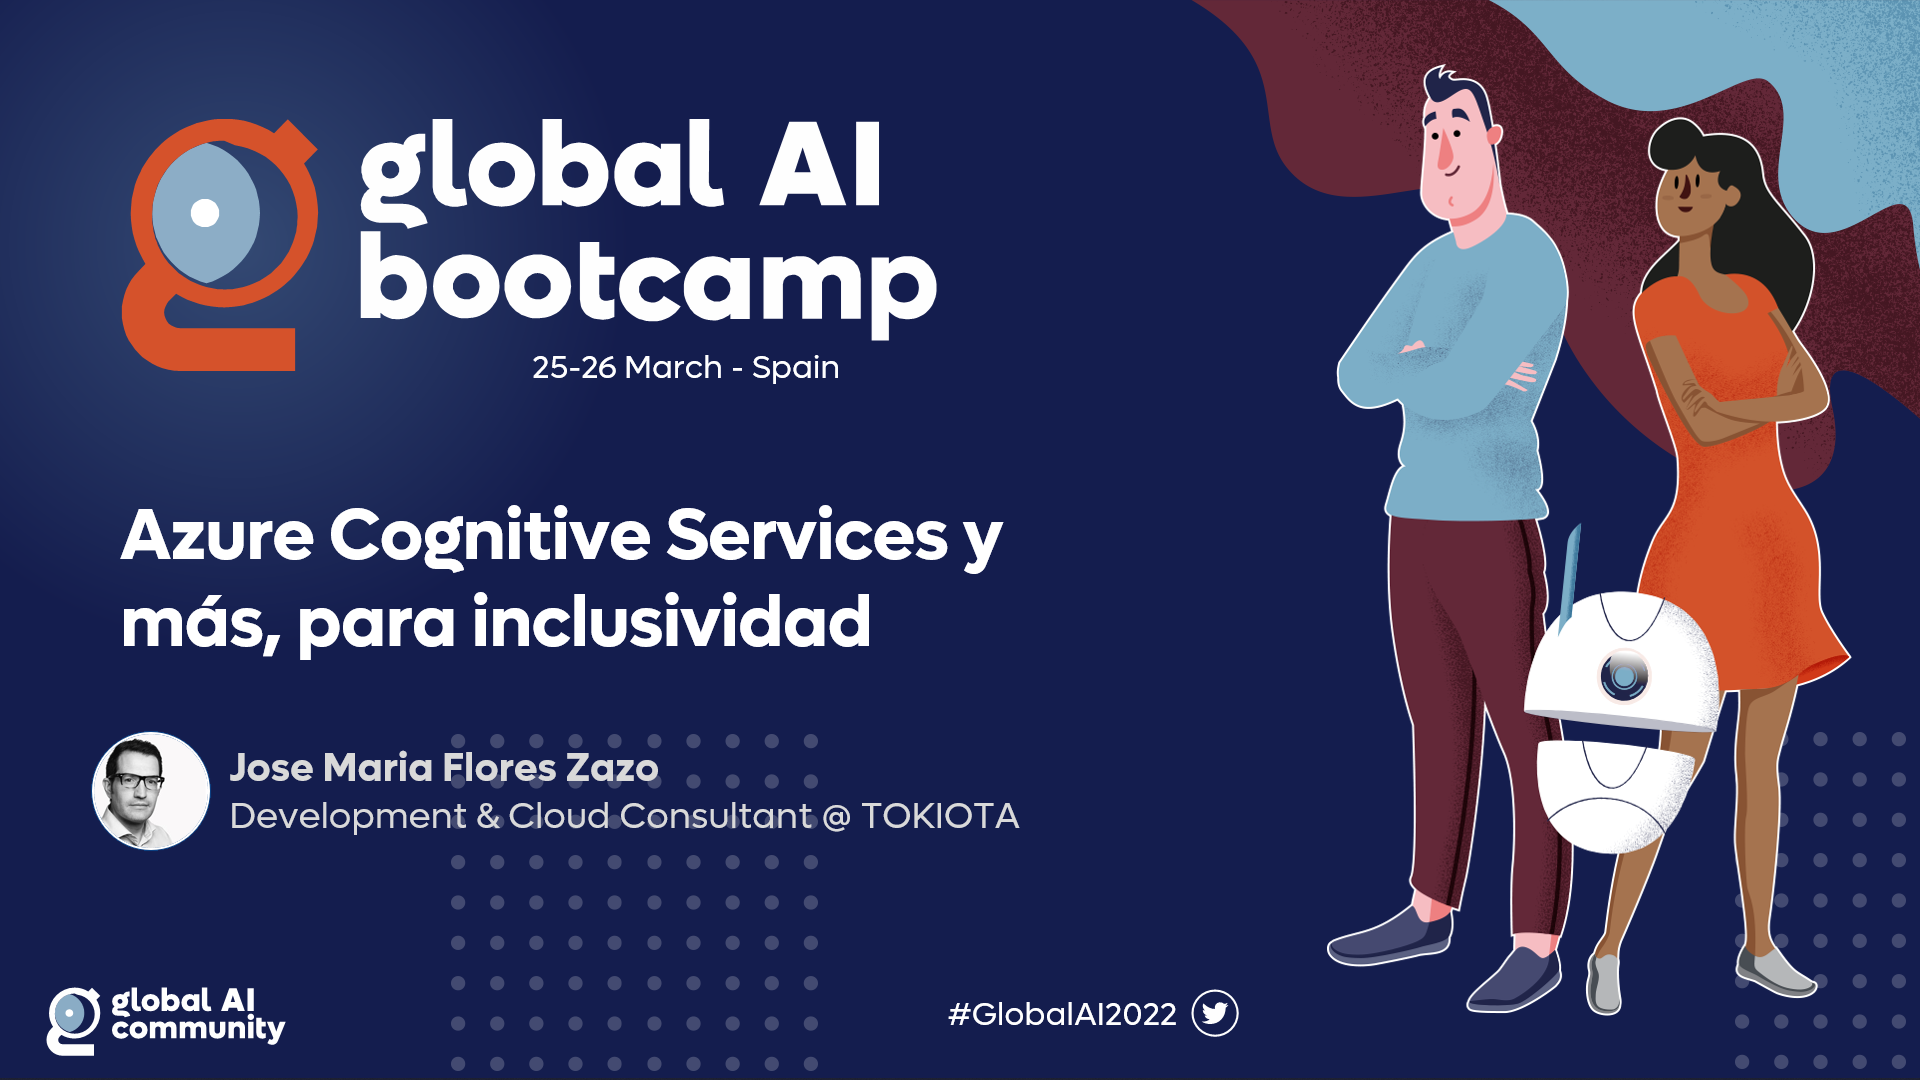 global AI
bootcamp
25-26 March - Spain
Azure Cognitive Services y
más, para inclusividad
Jose Maria Flores Zazo
Development & Cloud Consultant @ TOKIOTA
global AI
community
#GlobalAI2022